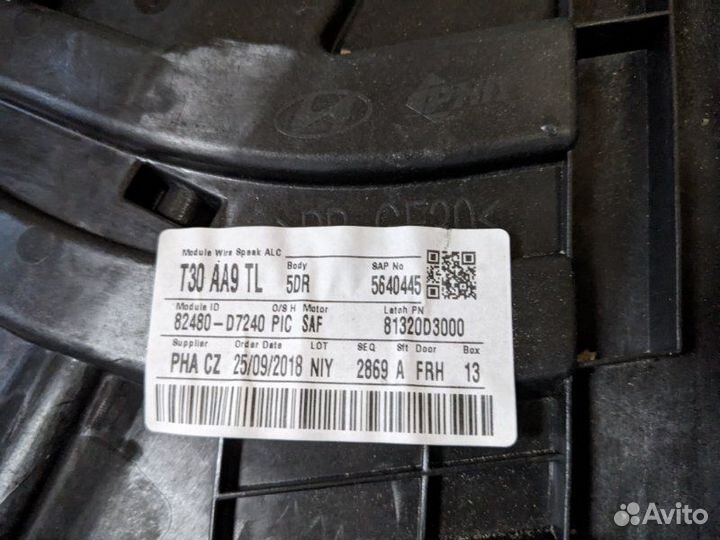 >PP-GF20<
Module Wire Speak ALC
Body
SAP No
T30 AA9 TL
5DR
5640445
Module ID
O/S H Motor
Latch PN
82480-D7240 PIC SAF
81320D3000
Supplier
Order Date
LOT
SEQ
Sft
Door
Box
PHA CZ
25/09/2018
NIY
2869
A
FRH
13
Avito